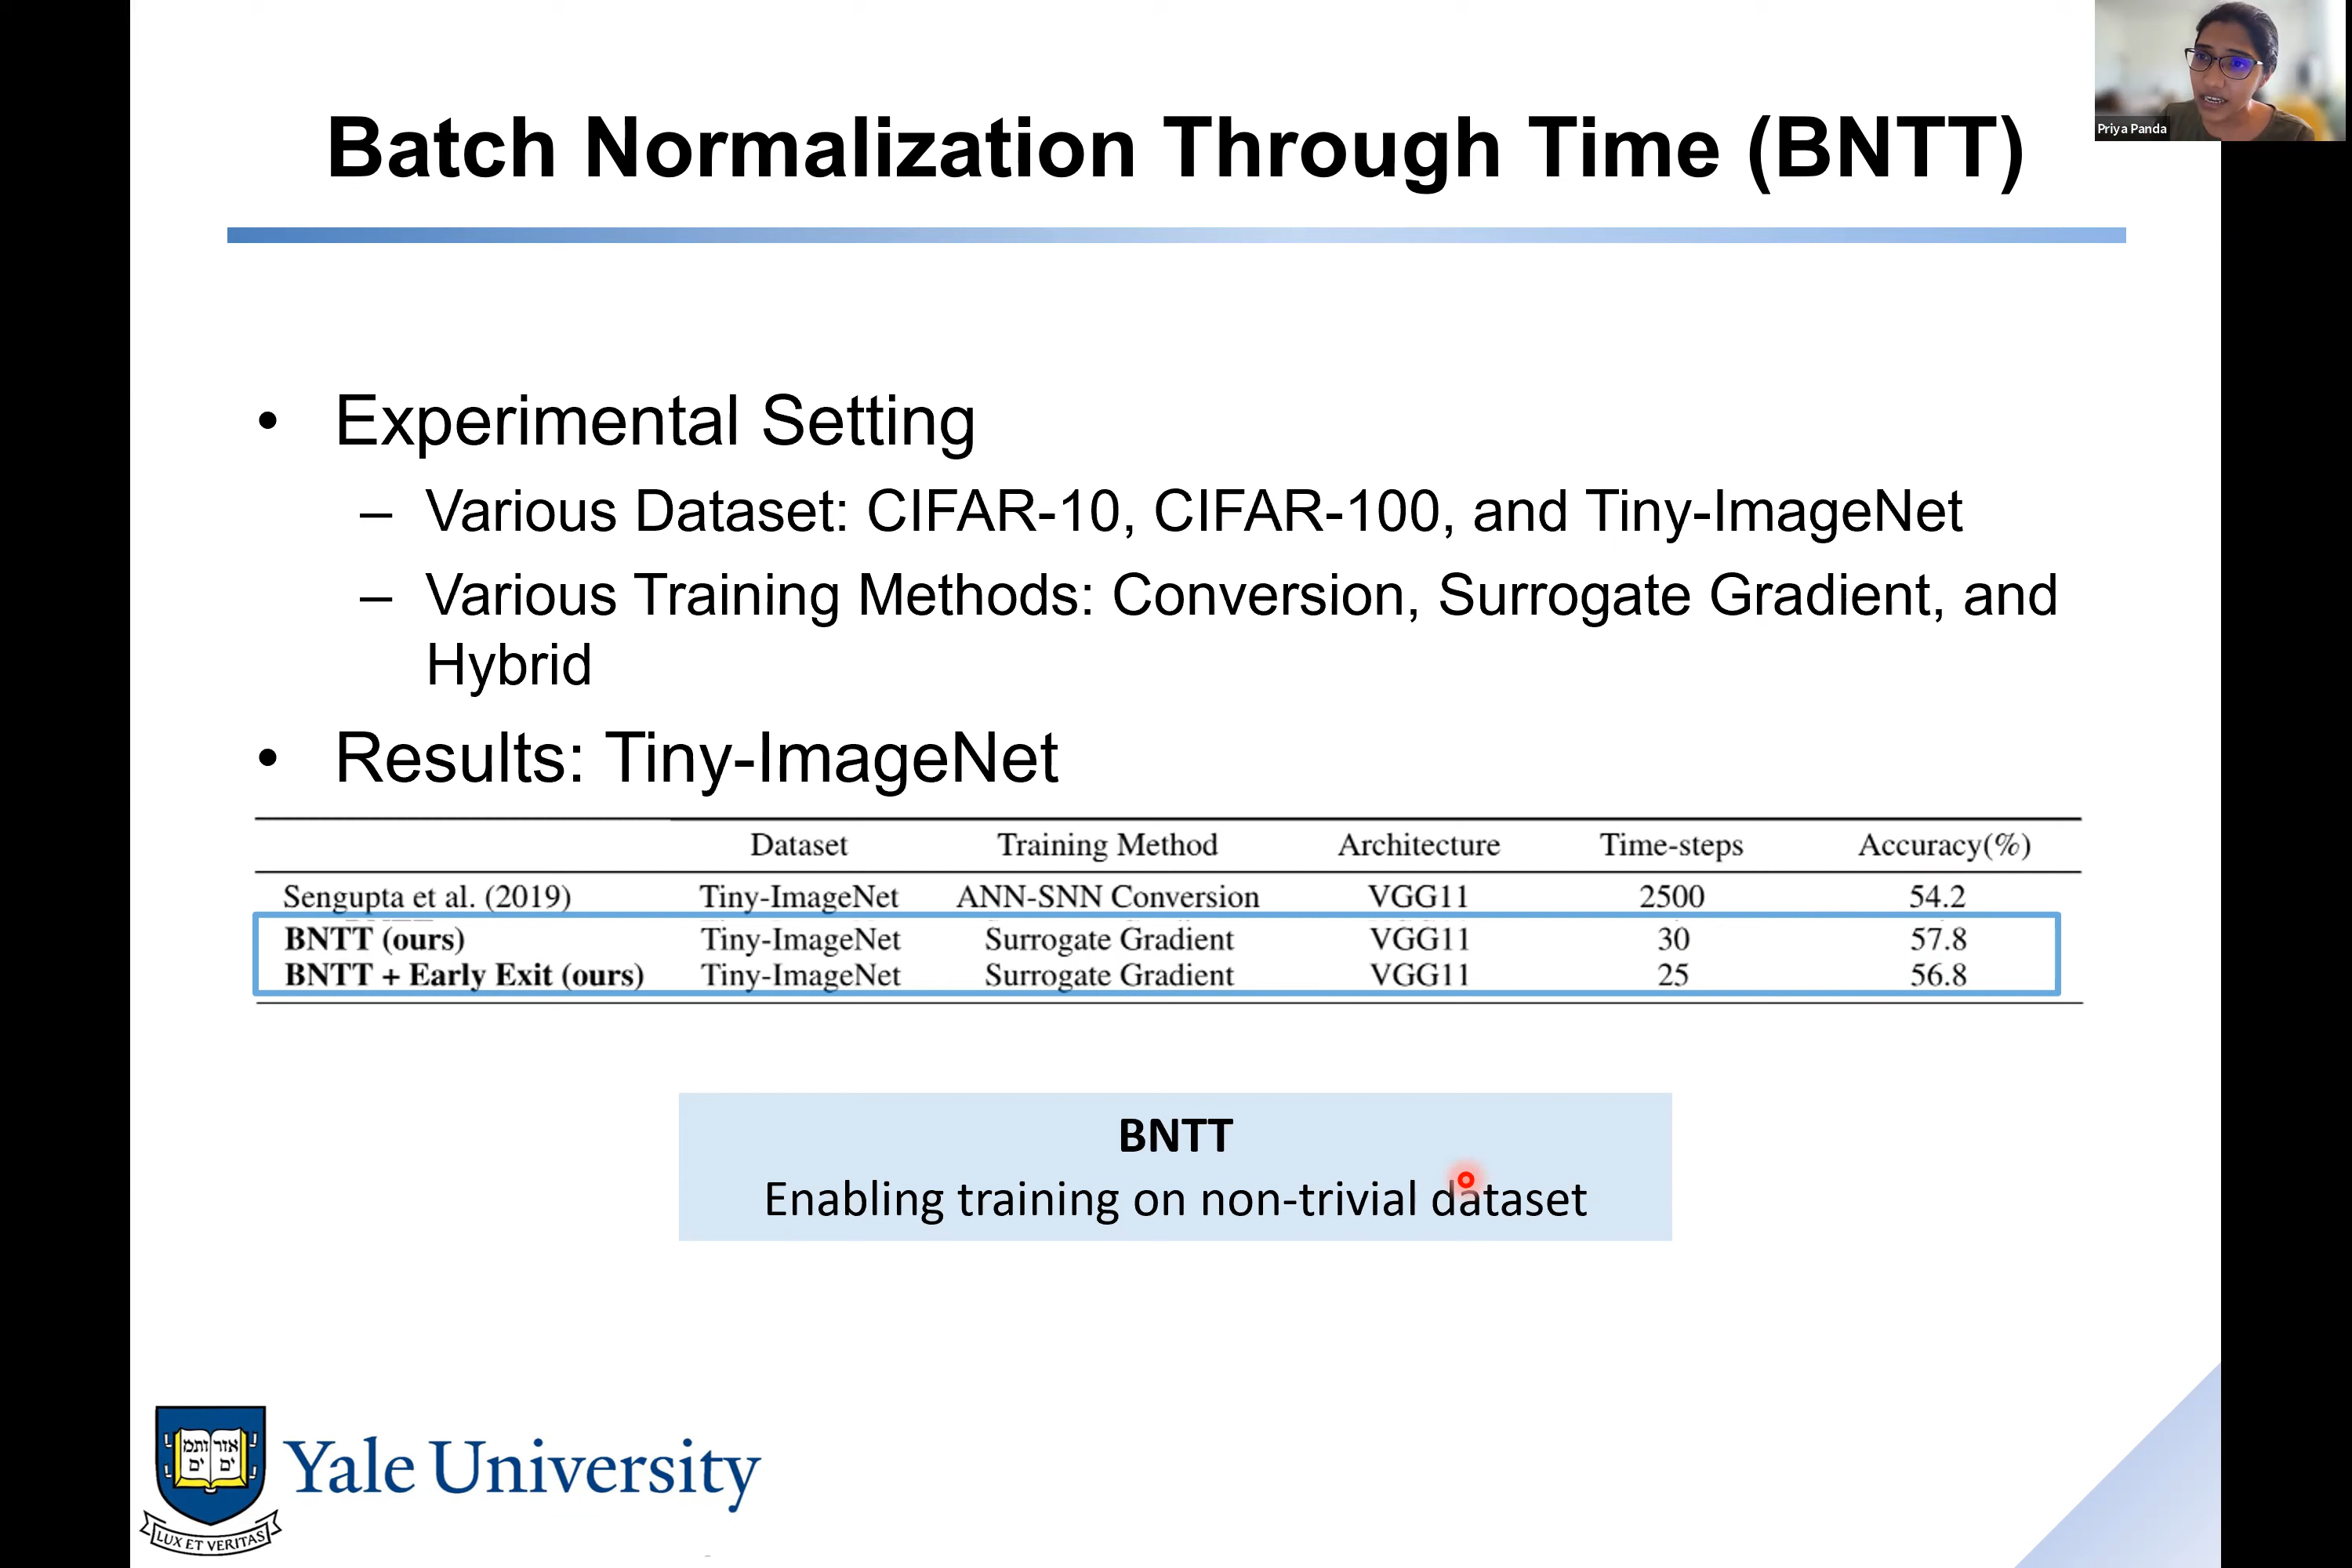 Batch Normalization Through Time (BNTT)
Priya Panda
• Experimental Setting
– Various Dataset: CIFAR-10, CIFAR-100, and Tiny-ImageNet
– Various Training Methods: Conversion, Surrogate Gradient, and
Hybrid
• Results: Tiny-ImageNet
Dataset Training Method Architecture Time-steps Accuracy(%)
Sengupta et al. (2019) Tiny-ImageNet ANN-SNN Conversion VGG11 2500 54.2
BNTT (ours) Tiny-ImageNet Surrogate Gradient VGG11 30 57.8
BNTT + Early Exit (ours) Tiny-ImageNet Surrogate Gradient VGG11 25 56.8
BNTT
Enabling training on non-trivial dataset
Yale University
LUX ET VERITAS